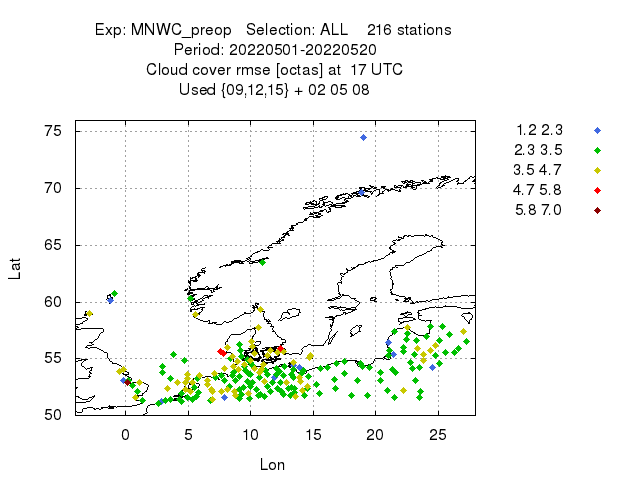 Exp: MNWC_preop   Selection: ALL    216 stations
Period: 20220501-20220520
Cloud cover rmse [octas] at  17 UTC
Used {09,12,15} + 02 05 08
75
70
65
60
55
50
Lat
0 5 10 15 20 25
Lon
1.2 2.3
2.3 3.5
3.5 4.7
4.7 5.8
5.8 7.0